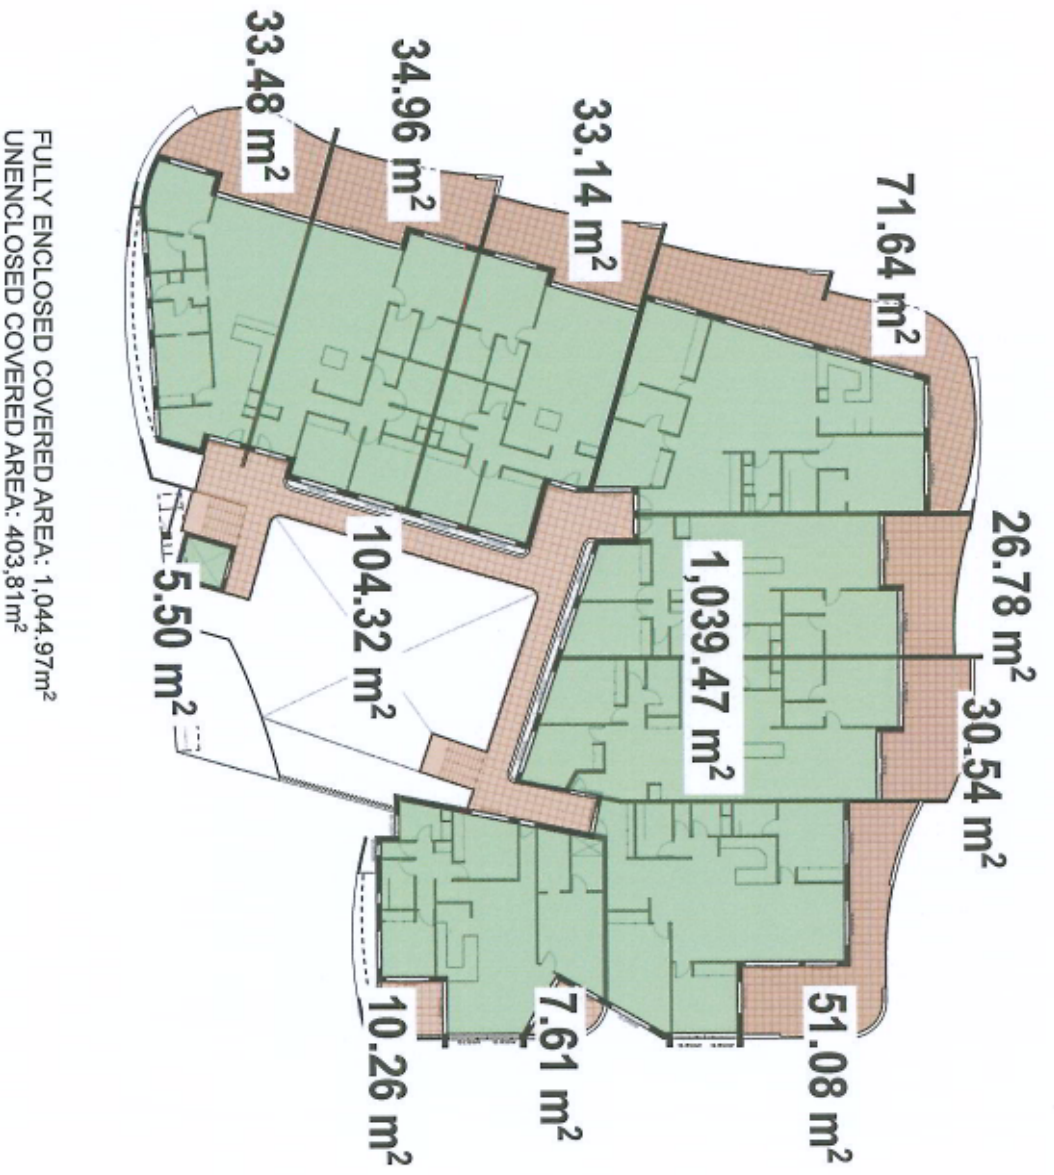 33.48 m²
34.96 m²
33.14 m²
71.64 m²
26.78 m²
30.54 m²
51.08 m²
7.61 m²
10.26 m²
1,039.47 m²
104.32 m²
5.50 m²
FULLY ENCLOSED COVERED AREA: 1,044.97m²
UNENCLOSED COVERED AREA: 403,81m²